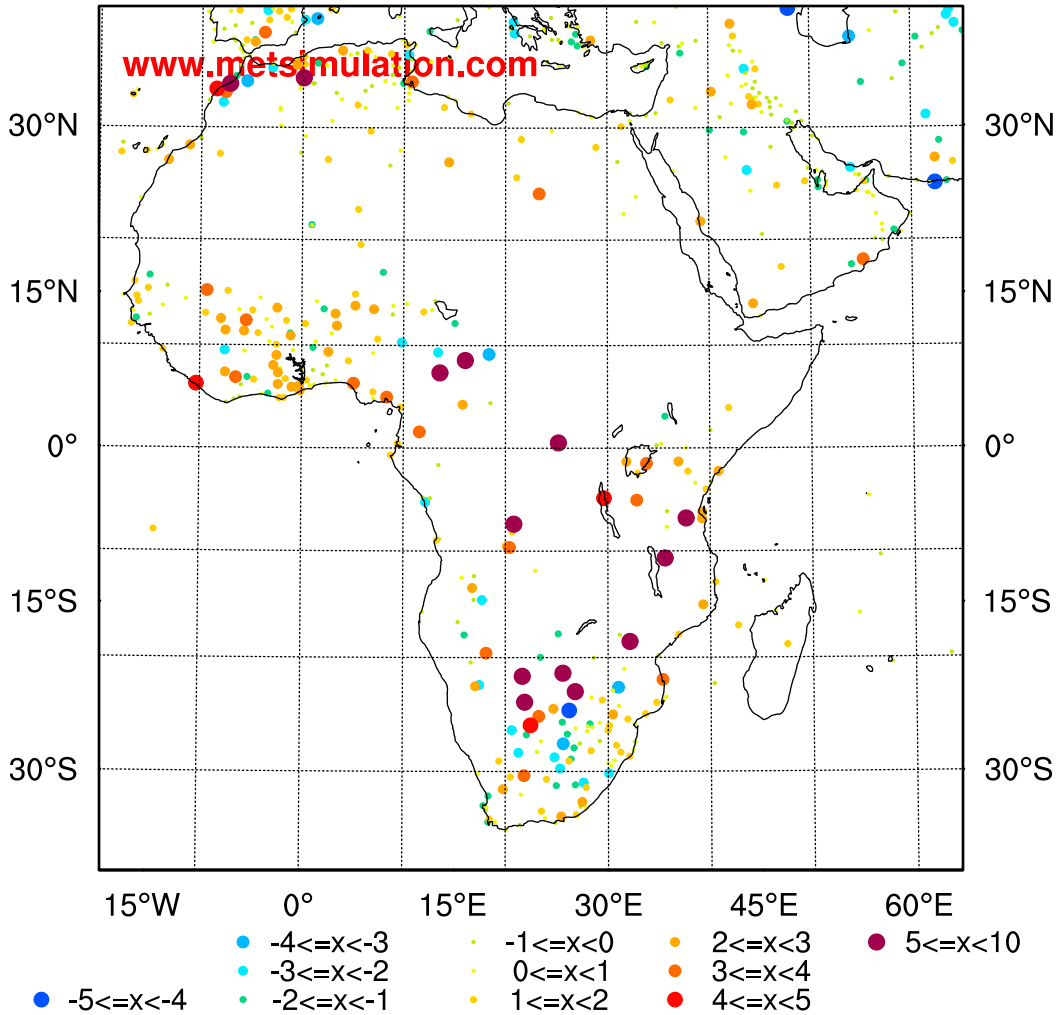 www.metsimulation.com
30°N 30°N
15°N 15°N
0° 0°
15°S 15°S
30°S 30°S
15°W 0° 15°E 30°E 45°E 60°E
-4<=x<-3 -1<=x<0 2<=x<3 5<=x<10
-3<=x<-2 0<=x<1 3<=x<4
-5<=x<-4 -2<=x<-1 1<=x<2 4<=x<5